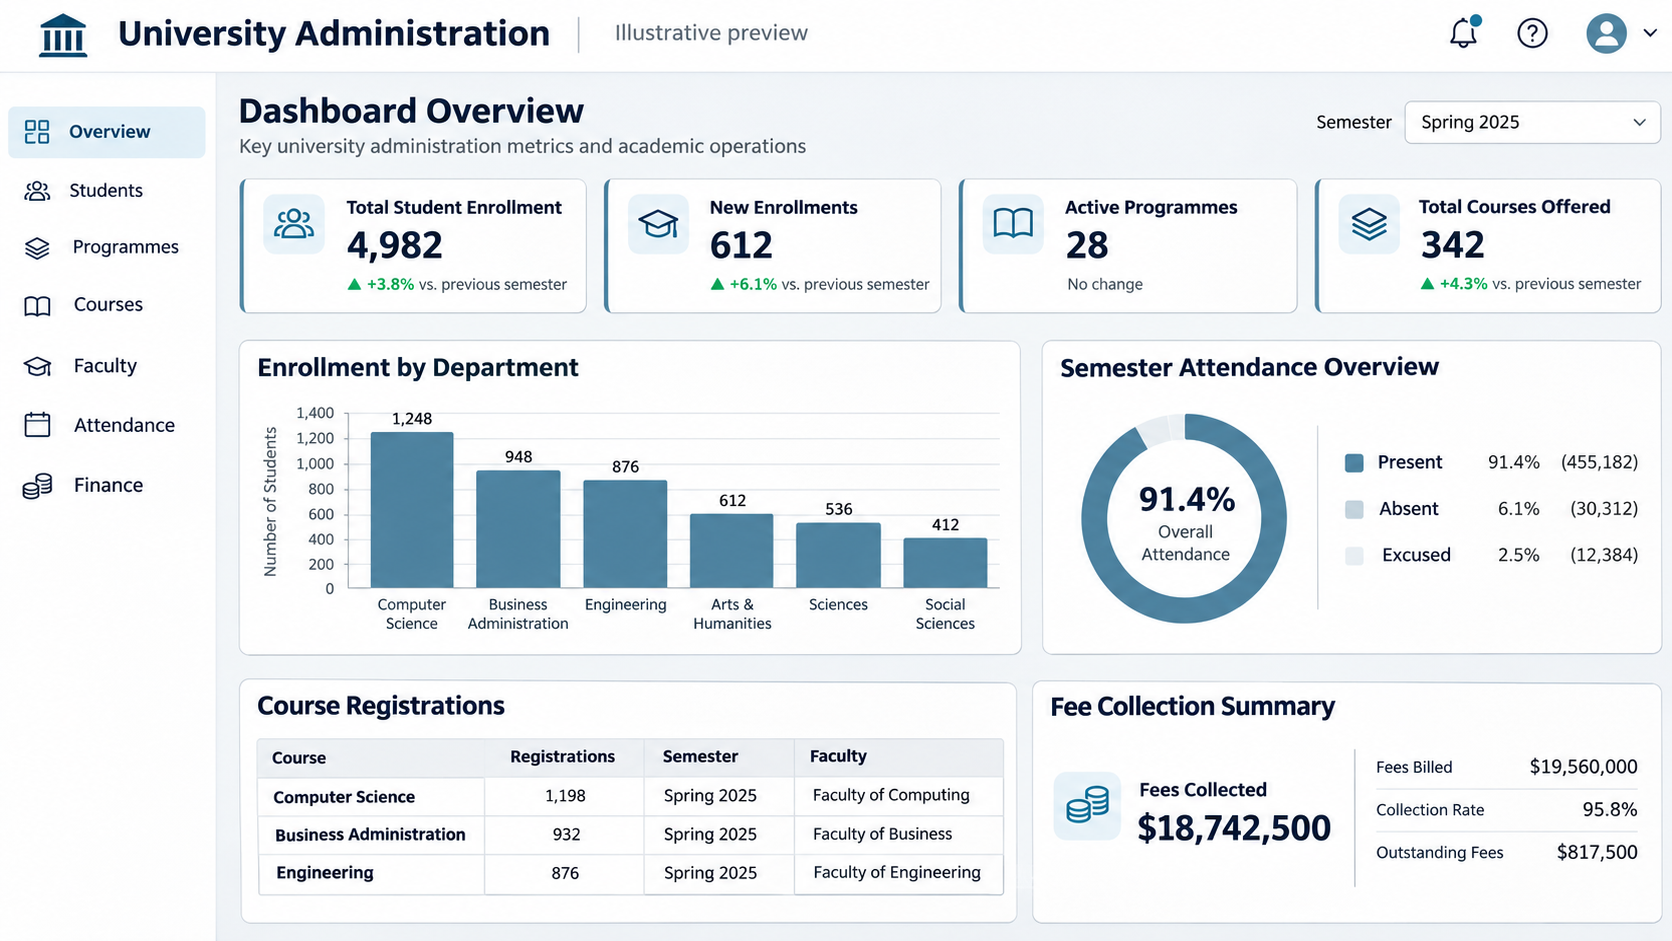 University Administration
Illustrative preview
Overview
Students
Programmes
Courses
Faculty
Attendance
Finance
Dashboard Overview
Key university administration metrics and academic operations
Semester
Spring 2025
Total Student Enrollment
4,982
+3.8% vs. previous semester
New Enrollments
612
+6.1% vs. previous semester
Active Programmes
28
No change
Total Courses Offered
342
+4.3% vs. previous semester
Enrollment by Department
Number of Students
1,400
1,200
1,000
800
600
400
200
0
1,248
948
876
612
536
412
Computer
Science
Business
Administration
Engineering
Arts &
Humanities
Sciences
Social
Sciences
Semester Attendance Overview
91.4%
Overall
Attendance
Present 91.4% (455,182)
Absent 6.1% (30,312)
Excused 2.5% (12,384)
Course Registrations
Course Registrations Semester Faculty
Computer Science 1,198 Spring 2025 Faculty of Computing
Business Administration 932 Spring 2025 Faculty of Business
Engineering 876 Spring 2025 Faculty of Engineering
Fee Collection Summary
Fees Collected
$18,742,500
Fees Billed $19,560,000
Collection Rate 95.8%
Outstanding Fees $817,500